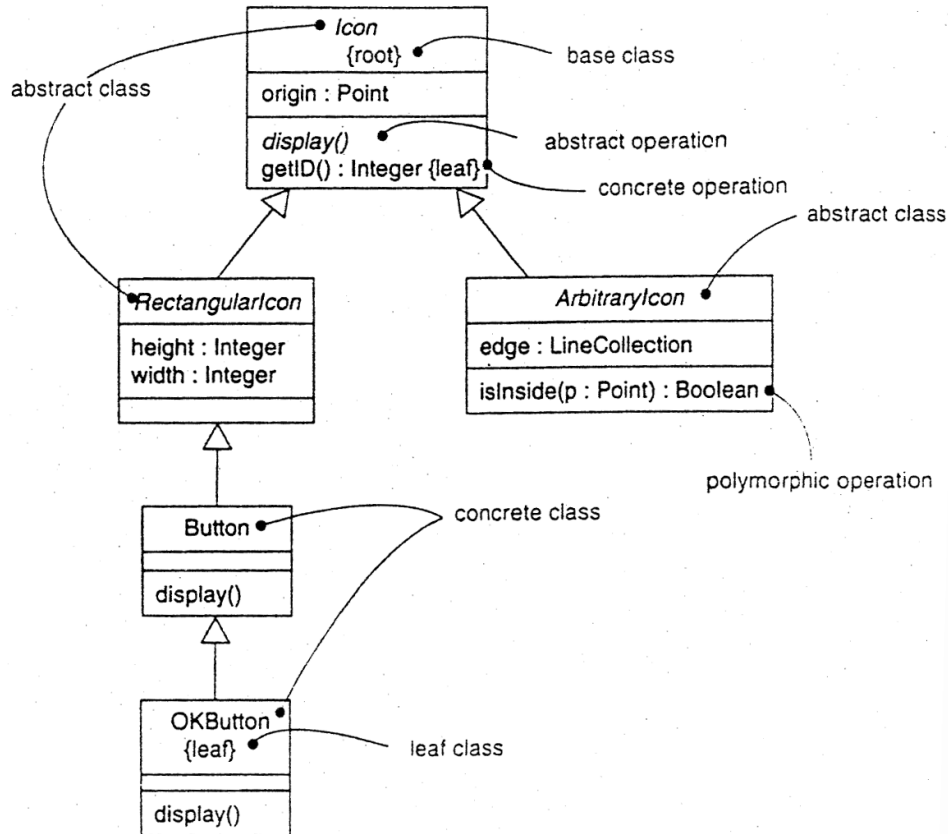 Icon
{root}
base class
abstract class
origin : Point
display()
abstract operation
getID() : Integer {leaf}
concrete operation
abstract class
RectangularIcon
ArbitraryIcon
height : Integer
width : Integer
edge : LineCollection
isInside(p : Point) : Boolean
polymorphic operation
Button
concrete class
display()
OKButton
{leaf}
leaf class
display()